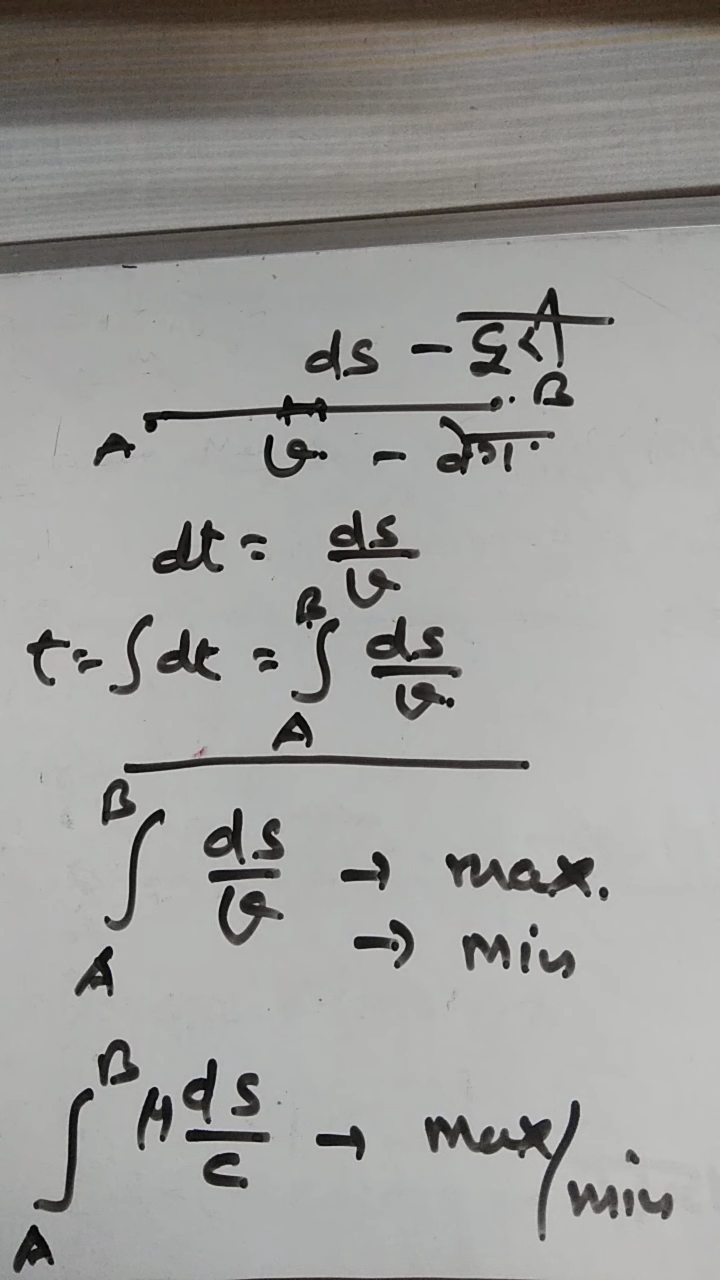 ds - दूरी
A B
v - वेग
dt = ds/v
t = ∫dt = ∫_A^B ds/v
∫_A^B ds/v → max.
→ min
∫_A^B μ ds/c → max/min